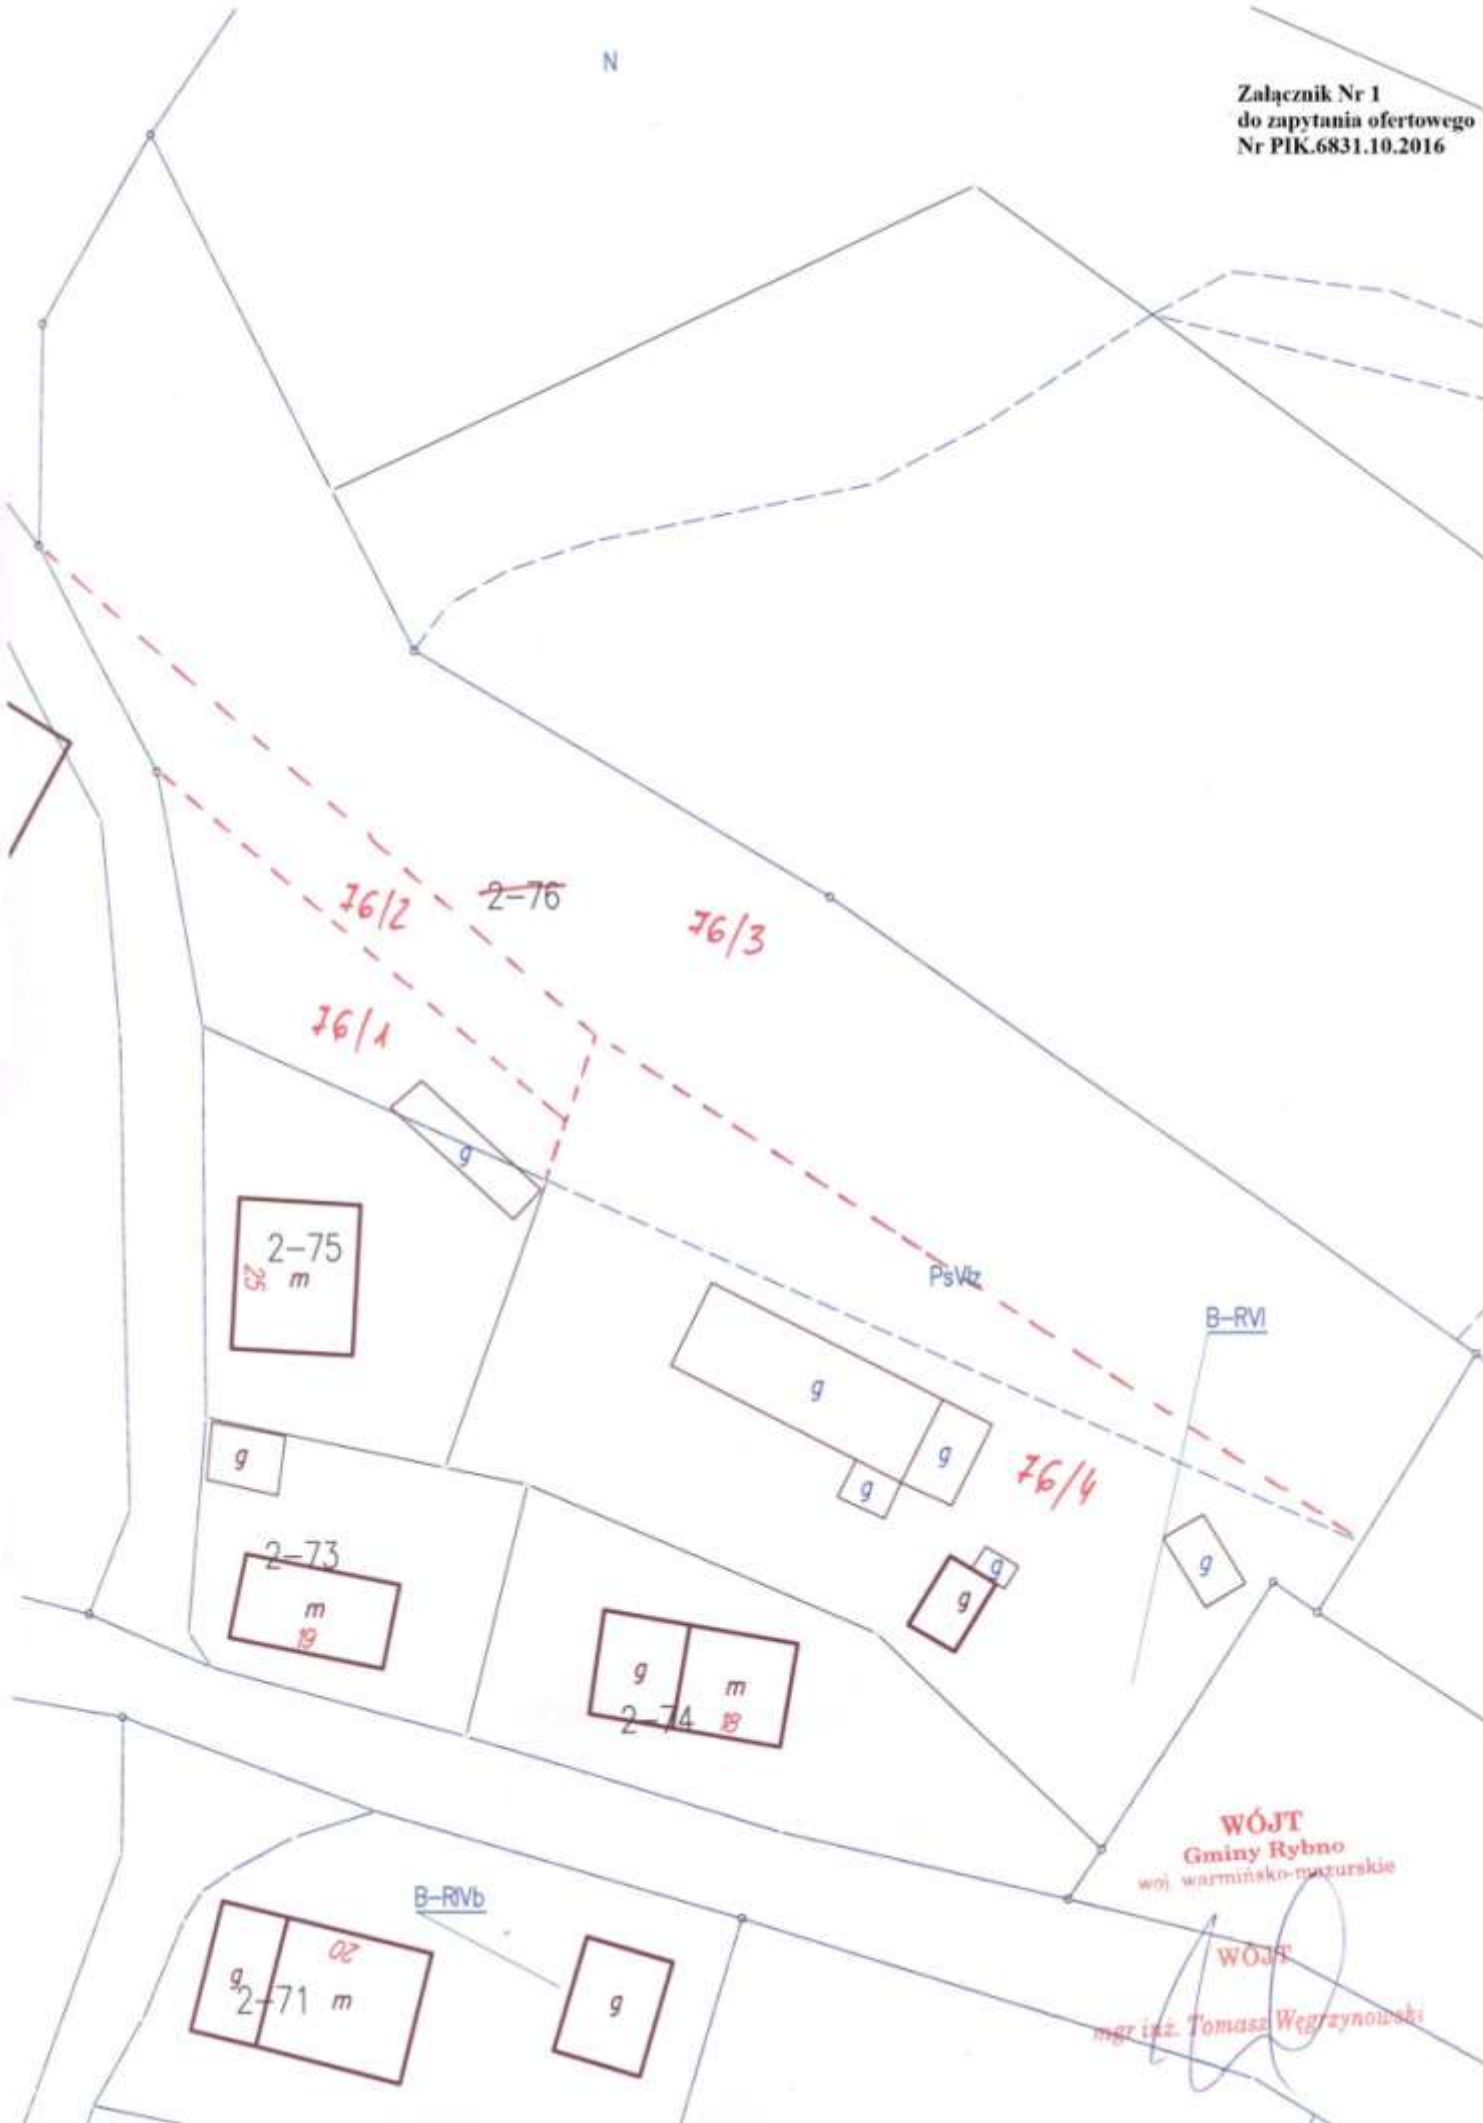 N
Załącznik Nr 1
do zapytania ofertowego
Nr PIK.6831.10.2016
76/2
2-76
76/3
76/1
g
2-75
25
m
PsVIz
B-RVI
g
g
g
76/4
g
g
g
g
2-73
m
19
g
m
2-74
18
WÓJT
Gminy Rybno
woj. warmińsko-mazurskie
B-RIVb
WÓJT
20
g
2-71
m
g
mgr inż. Tomasz Węgrzynowski